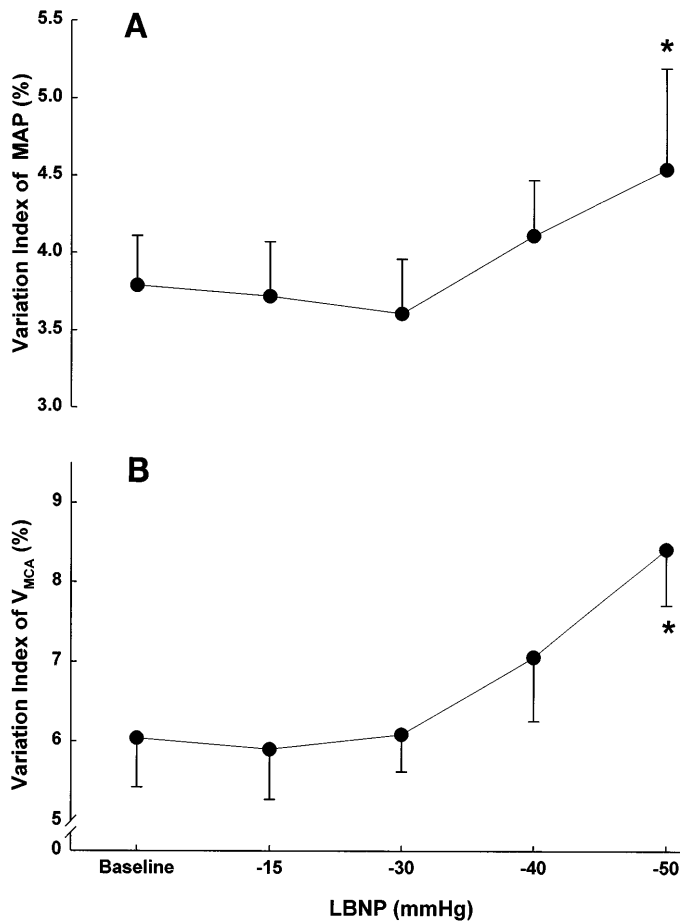 A
Variation Index of MAP (%)
5.5
5.0
4.5
4.0
3.5
3.0
*
B
Variation Index of VMCA (%)
9
8
7
6
5
0
*
Baseline -15 -30 -40 -50
LBNP (mmHg)